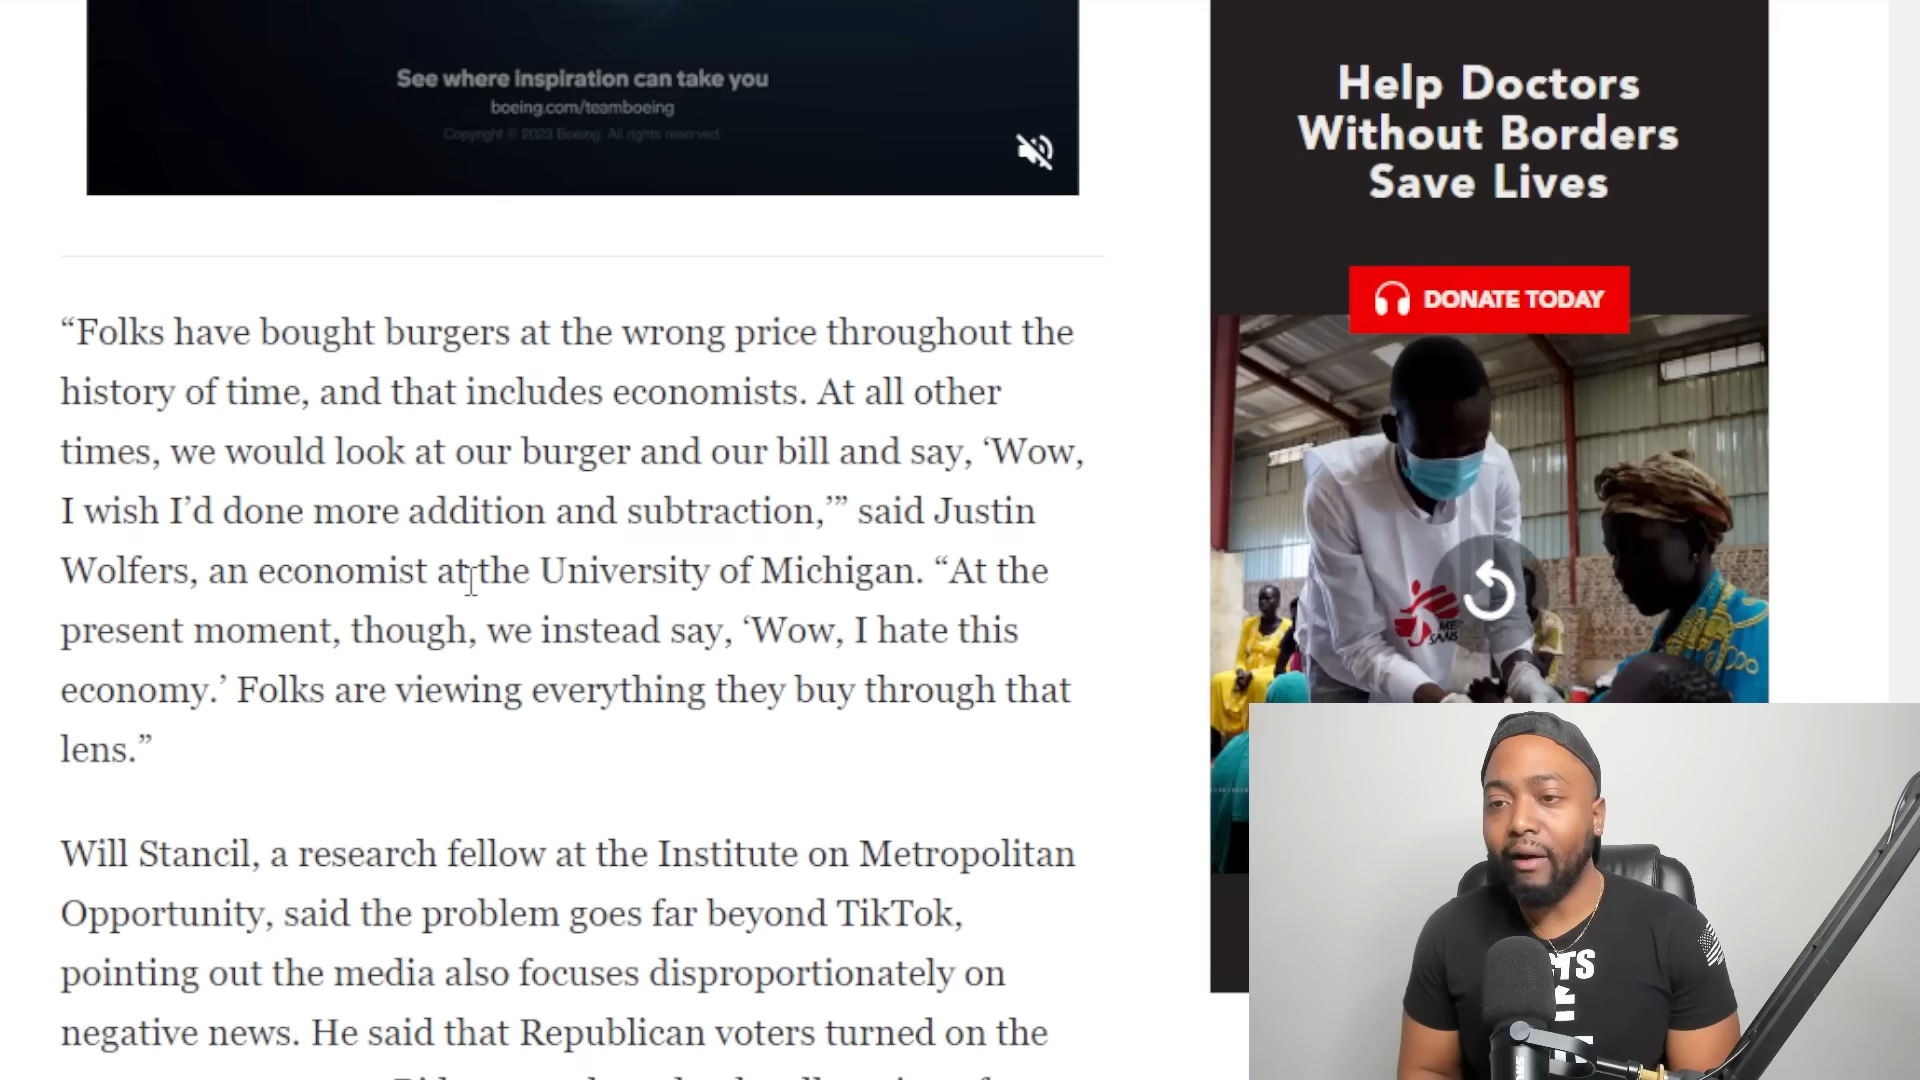 See where inspiration can take you
boeing.com/teamboeing
Copyright © 2023 Boeing. All rights reserved.
Help Doctors
Without Borders
Save Lives
DONATE TODAY
“Folks have bought burgers at the wrong price throughout the
history of time, and that includes economists. At all other
times, we would look at our burger and our bill and say, ‘Wow,
I wish I’d done more addition and subtraction,’” said Justin
Wolfers, an economist at the University of Michigan. “At the
present moment, though, we instead say, ‘Wow, I hate this
economy.’ Folks are viewing everything they buy through that
lens.”
Will Stancil, a research fellow at the Institute on Metropolitan
Opportunity, said the problem goes far beyond TikTok,
pointing out the media also focuses disproportionately on
negative news. He said that Republican voters turned on the